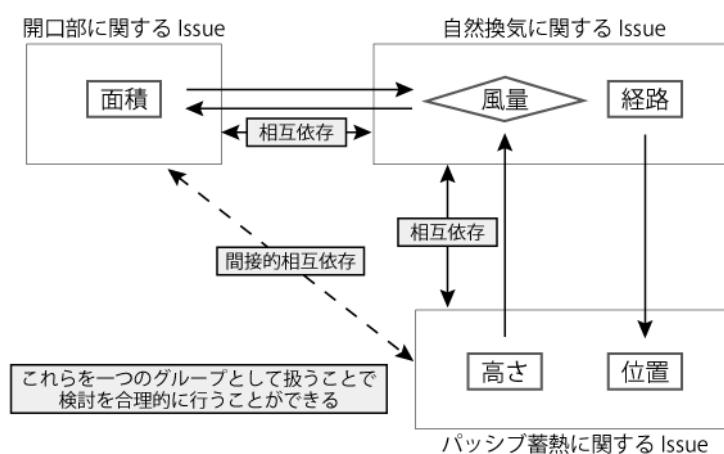 開口部に関する Issue
自然換気に関する Issue
面積
風量
経路
相互依存
相互依存
間接的相互依存
高さ
位置
これらを一つのグループとして扱うことで
検討を合理的に行うことができる
パッシブ蓄熱に関する Issue